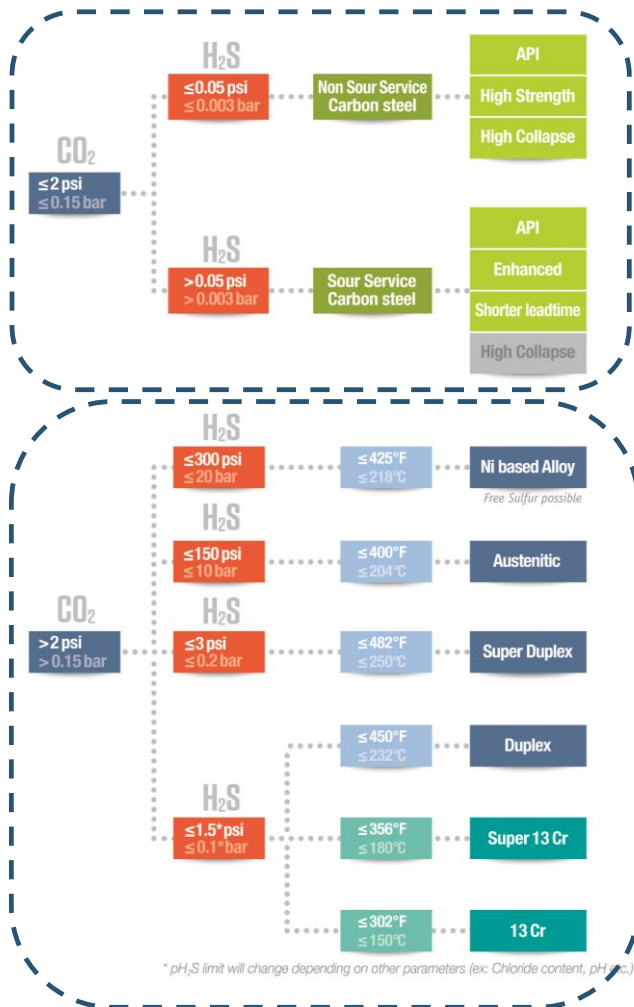 H₂S
≤0.05 psi
≤0.003 bar
Non Sour Service
Carbon steel
API
High Strength
High Collapse
CO₂
≤2 psi
≤0.15 bar
H₂S
>0.05 psi
>0.003 bar
Sour Service
Carbon steel
API
Enhanced
Shorter leadtime
High Collapse
H₂S
≤300 psi
≤20 bar
≤425°F
≤218°C
Ni based Alloy
Free Sulfur possible
H₂S
≤150 psi
≤10 bar
≤400°F
≤204°C
Austenitic
CO₂
>2 psi
>0.15 bar
H₂S
≤3 psi
≤0.2 bar
≤482°F
≤250°C
Super Duplex
≤450°F
≤232°C
Duplex
H₂S
≤1.5* psi
≤0.1* bar
≤356°F
≤180°C
Super 13 Cr
≤302°F
≤150°C
13 Cr
* pH₂S limit will change depending on other parameters (ex: Chloride content, pH etc.)